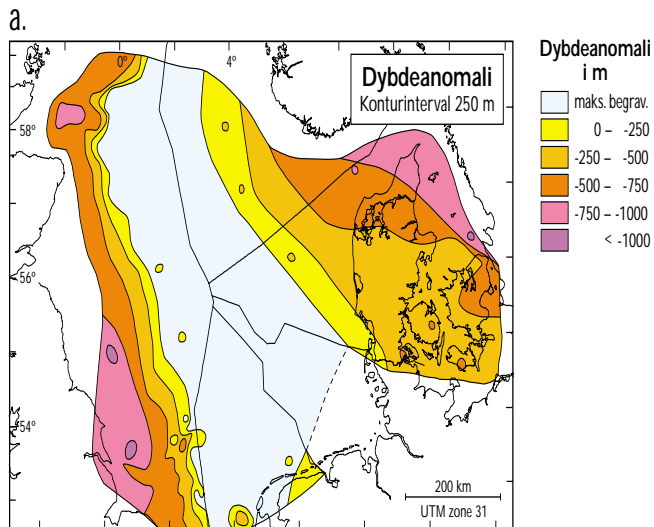 a.
0°
4°
58°
56°
54°
Dybdeanomali
Konturinterval 250 m
200 km
UTM zone 31
Dybdeanomali
i m
maks. begrav.
0 – -250
-250 – -500
-500 – -750
-750 – -1000
< -1000